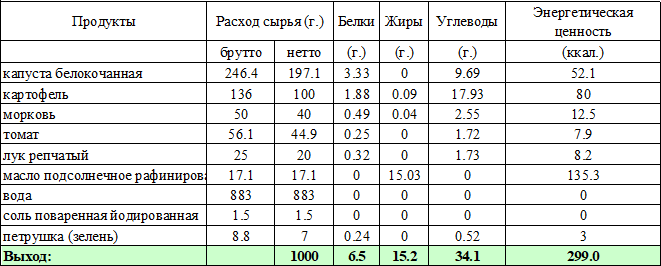 Продукты Расход сырья (г.) Белки Жиры Углеводы Энергетическая ценность
брутто нетто (г.) (г.) (г.) (ккал.)
капуста белокочанная 246.4 197.1 3.33 0 9.69 52.1
картофель 136 100 1.88 0.09 17.93 80
морковь 50 40 0.49 0.04 2.55 12.5
томат 56.1 44.9 0.25 0 1.72 7.9
лук репчатый 25 20 0.32 0 1.73 8.2
масло подсолнечное рафинирова 17.1 17.1 0 15.03 0 135.3
вода 883 883 0 0 0 0
соль поваренная йодированная 1.5 1.5 0 0 0 0
петрушка (зелень) 8.8 7 0.24 0 0.52 3
Выход: 1000 6.5 15.2 34.1 299.0